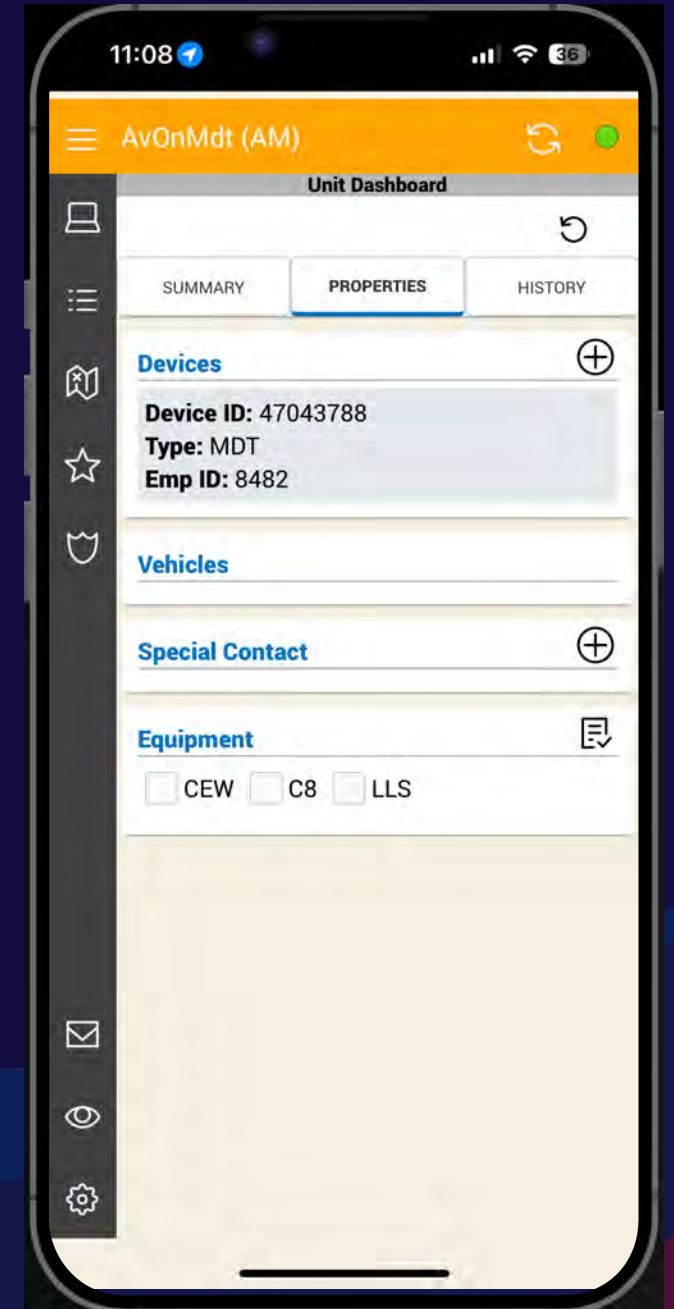 11:08
36
AvOnMdt (AM)
Unit Dashboard
SUMMARY PROPERTIES HISTORY
Devices
Device ID: 47043788
Type: MDT
Emp ID: 8482
Vehicles
Special Contact
Equipment
CEW C8 LLS